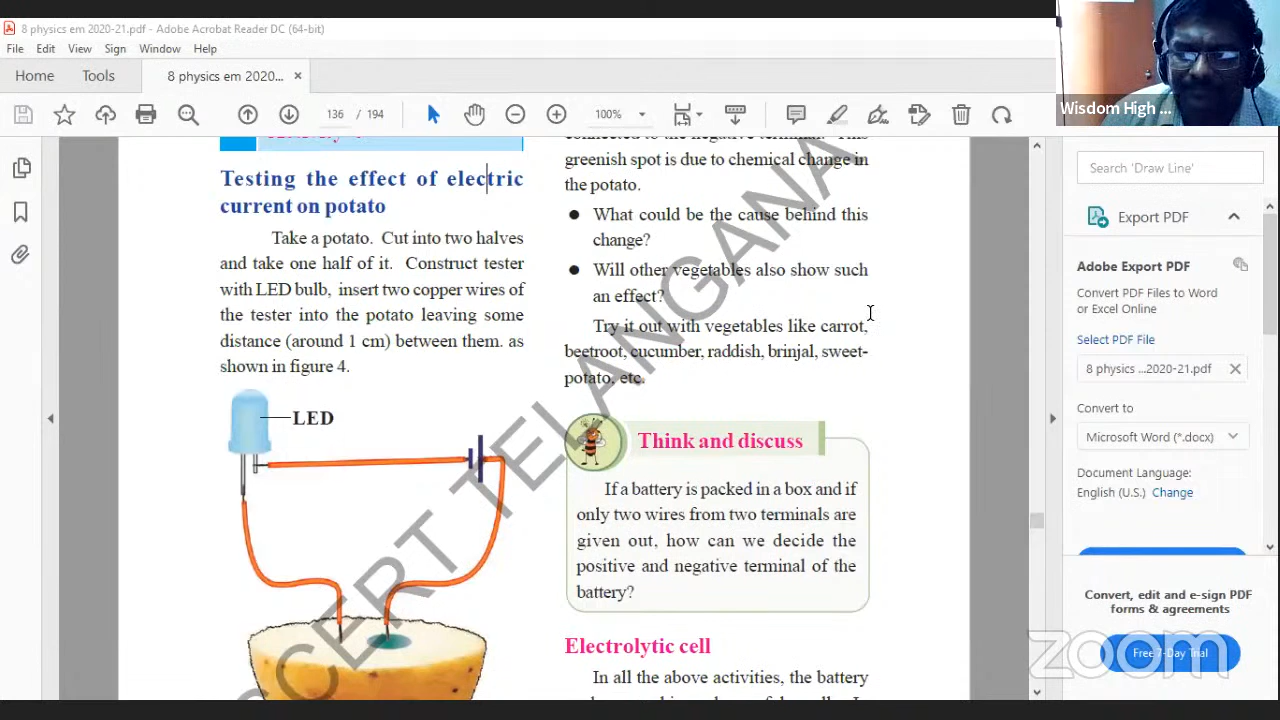 8 physics em 2020-21.pdf - Adobe Acrobat Reader DC (64-bit)
File Edit View Sign Window Help
Home Tools 8 physics em 2020... ×
136 / 194 100%
Wisdom High ...
Testing the effect of electric
current on potato
Take a potato. Cut into two halves
and take one half of it. Construct tester
with LED bulb, insert two copper wires of
the tester into the potato leaving some
distance (around 1 cm) between them. as
shown in figure 4.
LED
connected to the negative terminal. This
greenish spot is due to chemical change in
the potato.
● What could be the cause behind this
change?
● Will other vegetables also show such
an effect?
Try it out with vegetables like carrot,
beetroot, cucumber, raddish, brinjal, sweet-
potato, etc.
Think and discuss
If a battery is packed in a box and if
only two wires from two terminals are
given out, how can we decide the
positive and negative terminal of the
battery?
Electrolytic cell
In all the above activities, the battery
SCERT TELANGANA
Search 'Draw Line'
Export PDF
Adobe Export PDF
Convert PDF Files to Word
or Excel Online
Select PDF File
8 physics ...2020-21.pdf
Convert to
Microsoft Word (*.docx)
Document Language:
English (U.S.) Change
Convert, edit and e-sign PDF
forms & agreements
Free 7-Day Trial
zoom